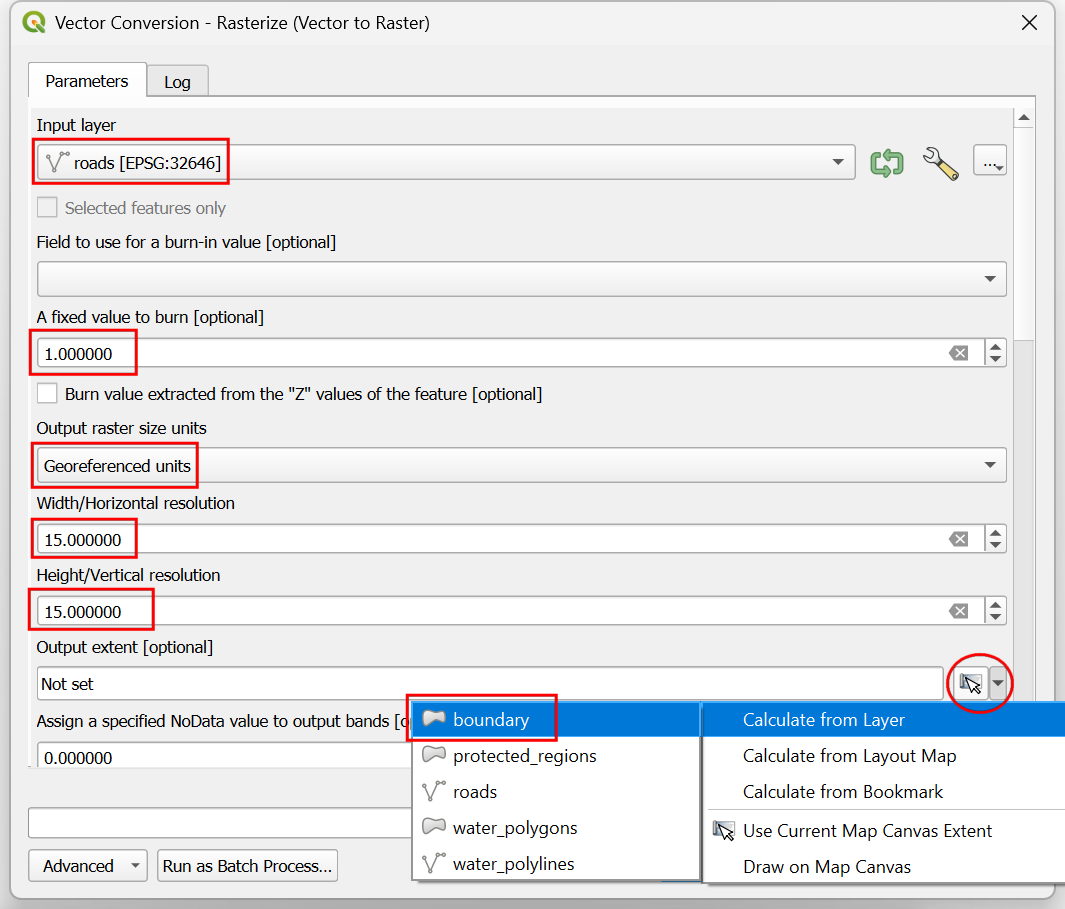 Vector Conversion - Rasterize (Vector to Raster)
Parameters
Log
Input layer
roads [EPSG:32646]
...
Selected features only
Field to use for a burn-in value [optional]
A fixed value to burn [optional]
1.000000
Burn value extracted from the "Z" values of the feature [optional]
Output raster size units
Georeferenced units
Width/Horizontal resolution
15.000000
Height/Vertical resolution
15.000000
Output extent [optional]
Not set
Assign a specified NoData value to output bands [o
0.000000
boundary
protected_regions
roads
water_polygons
water_polylines
Calculate from Layer
Calculate from Layout Map
Calculate from Bookmark
Use Current Map Canvas Extent
Draw on Map Canvas
Advanced
Run as Batch Process...